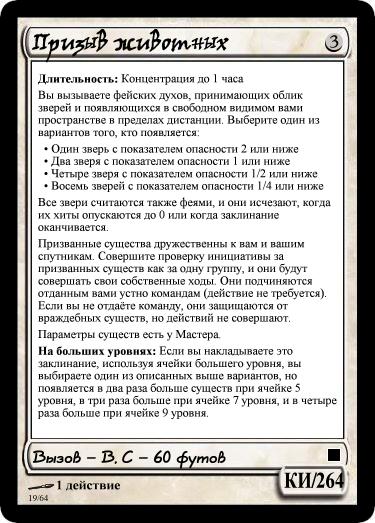 Призыв животных
3
Длительность: Концентрация до 1 часа
Вы вызываете фейских духов, принимающих облик
зверей и появляющихся в свободном видимом вами
пространстве в пределах дистанции. Выберите один из
вариантов того, кто появляется:
• Один зверь с показателем опасности 2 или ниже
• Два зверя с показателем опасности 1 или ниже
• Четыре зверя с показателем опасности 1/2 или ниже
• Восемь зверей с показателем опасности 1/4 или ниже
Все звери считаются также феями, и они исчезают, когда
их хиты опускаются до 0 или когда заклинание
оканчивается.
Призванные существа дружественны к вам и вашим
спутникам. Совершите проверку инициативы за
призванных существ как за одну группу, и они будут
совершать свои собственные ходы. Они подчиняются
отданным вами устно командам (действие не требуется).
Если вы не отдаёте команду, они защищаются от
враждебных существ, но действий не совершают.
Параметры существ есть у Мастера.
На больших уровнях: Если вы накладываете это
заклинание, используя ячейки большего уровня, вы
выбираете один из описанных выше вариантов, но
появляется в два раза больше существ при ячейке 5
уровня, в три раза больше при ячейке 7 уровня, и в четыре
раза больше при ячейке 9 уровня.
Вызов – В, С – 60 футов
1 действие
КИ/264
19/64